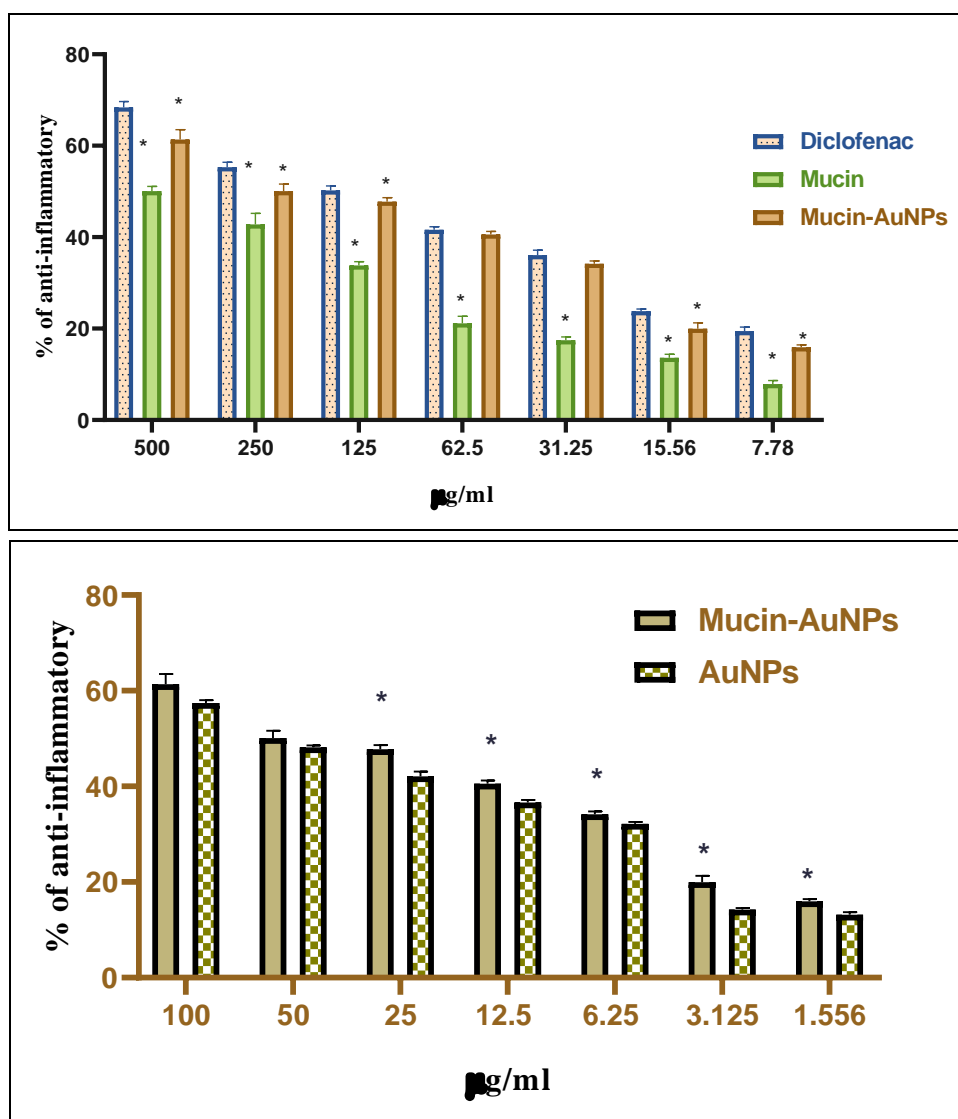 80
60
40
20
0
% of anti-inflammatory
* *
* *
* *
*
*
* *
* *
Diclofenac
Mucin
Mucin-AuNPs
500 250 125 62.5 31.25 15.56 7.78
μg/ml
80
60
40
20
0
% of anti-inflammatory
* * * * *
Mucin-AuNPs
AuNPs
100 50 25 12.5 6.25 3.125 1.556
μg/ml